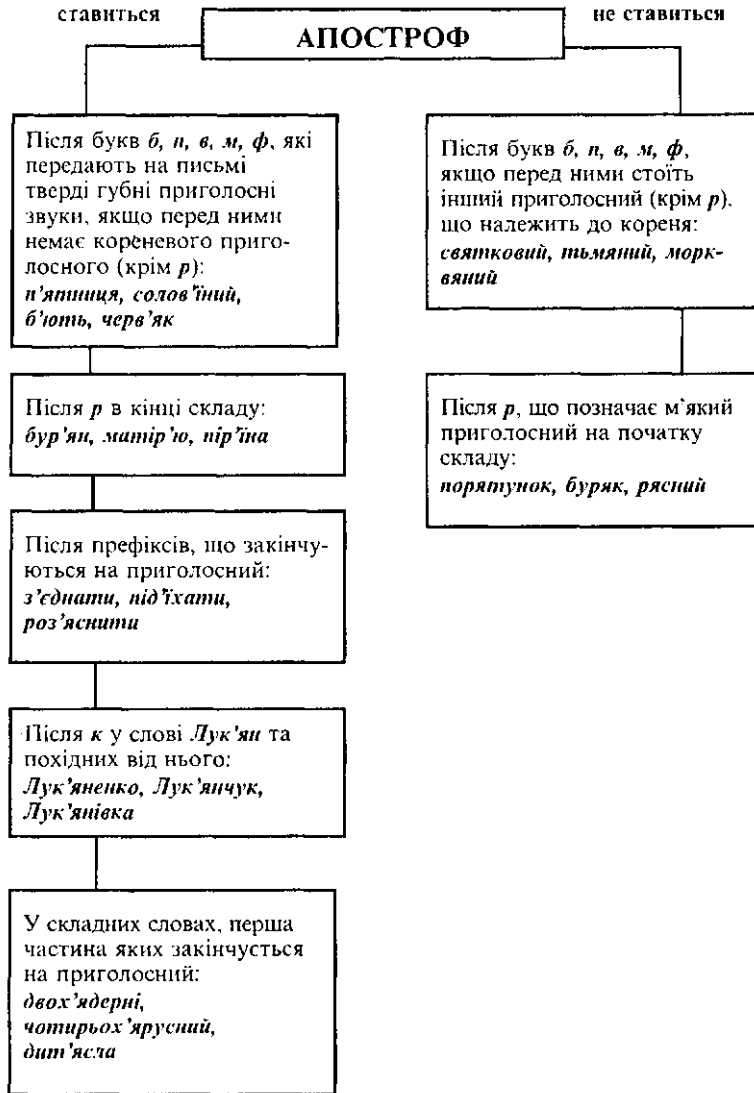 ставиться
АПОСТРОФ
не ставиться
Після букв б, п, в, м, ф, які
передають на письмі
тверді губні приголосні
звуки, якщо перед ними
немає кореневого приго-
лосного (крім р):
п'ятниця, солов'їний,
б'ють, черв'як
Після р в кінці складу:
бур'ян, матір'ю, пір'їна
Після префіксів, що закінчу-
ються на приголосний:
з'єднати, під'їхати,
роз'яснити
Після к у слові Лук'ян та
похідних від нього:
Лук'яненко, Лук'янчук,
Лук'янівка
У складних словах, перша
частина яких закінчується
на приголосний:
двох'ядерні,
чотирьох'ярусний,
дит'ясла
Після букв б, п, в, м, ф,
якщо перед ними стоїть
інший приголосний (крім р),
що належить до кореня:
святковий, тьмяний, морк-
вяний
Після р, що позначає м'який
приголосний на початку
складу:
порятунок, буряк, рясний